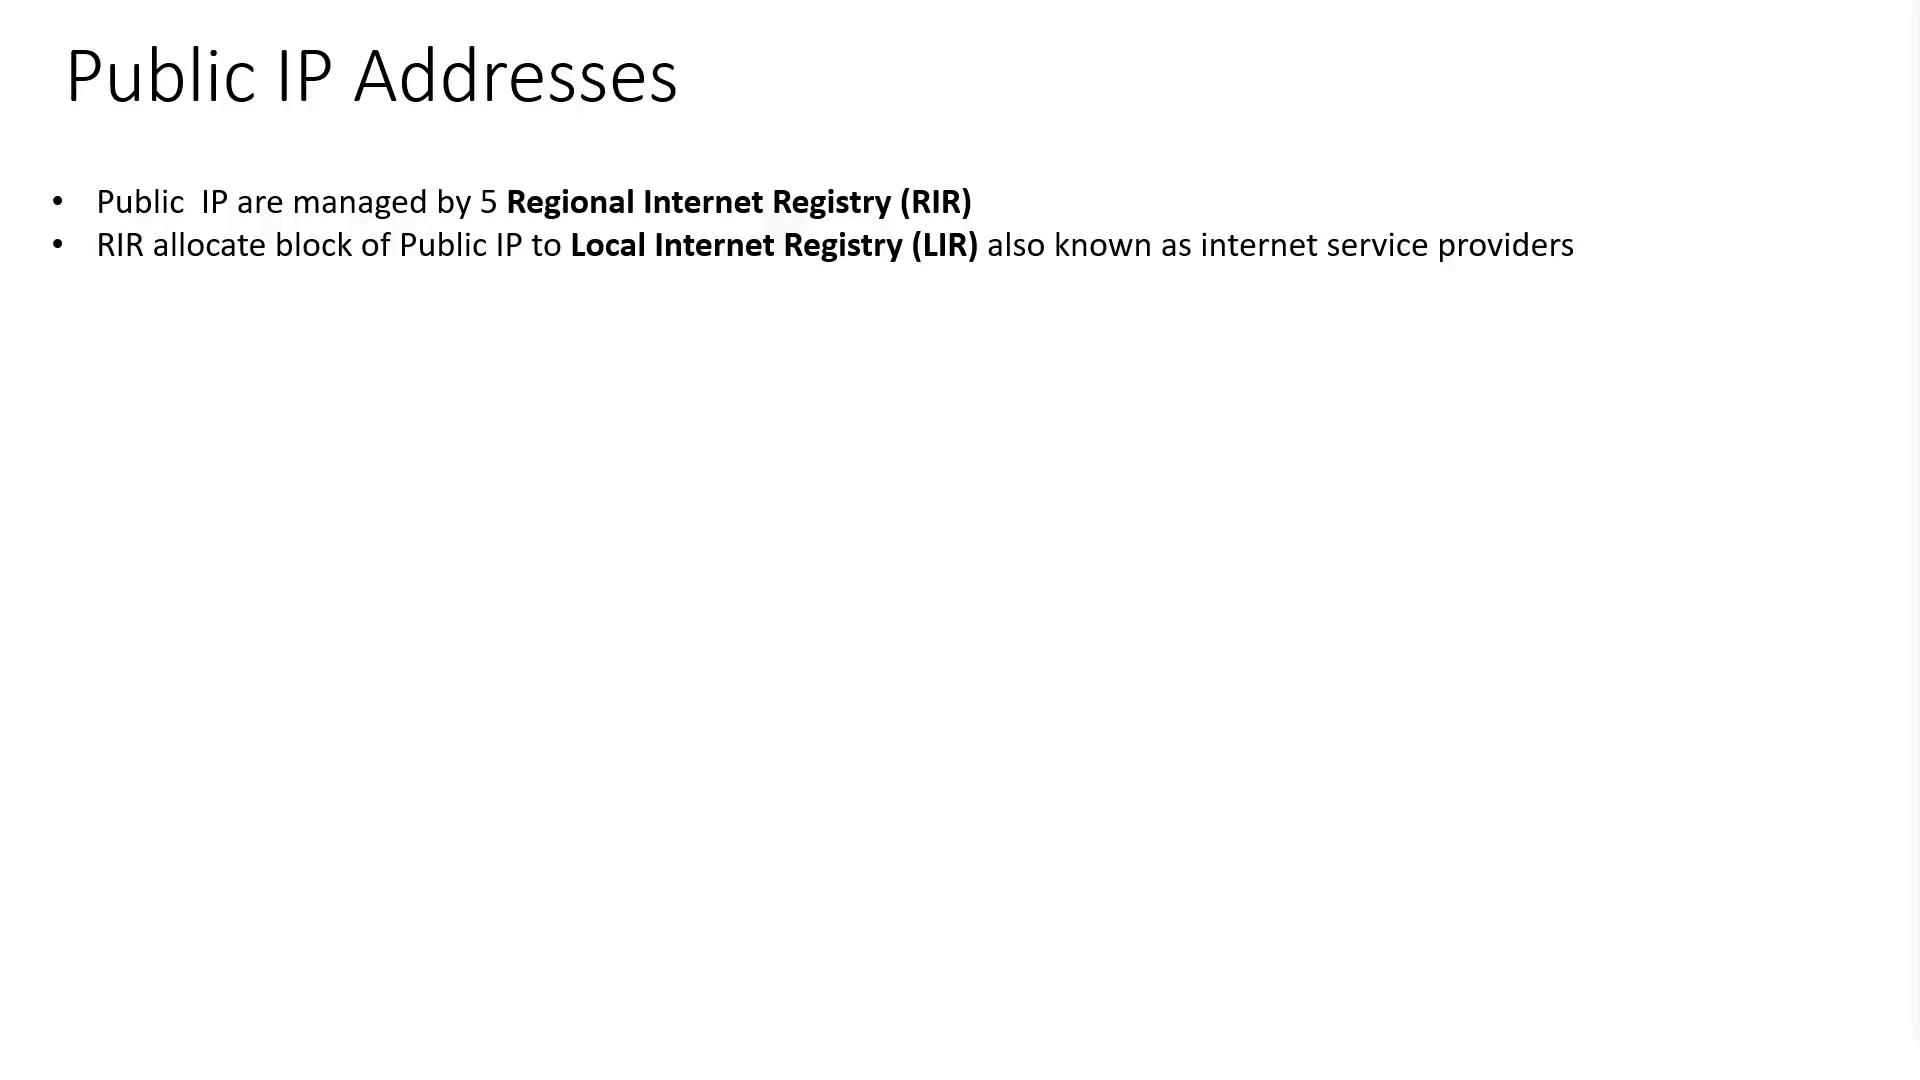 Public IP Addresses
• Public  IP are managed by 5 Regional Internet Registry (RIR)
• RIR allocate block of Public IP to Local Internet Registry (LIR) also known as internet service providers